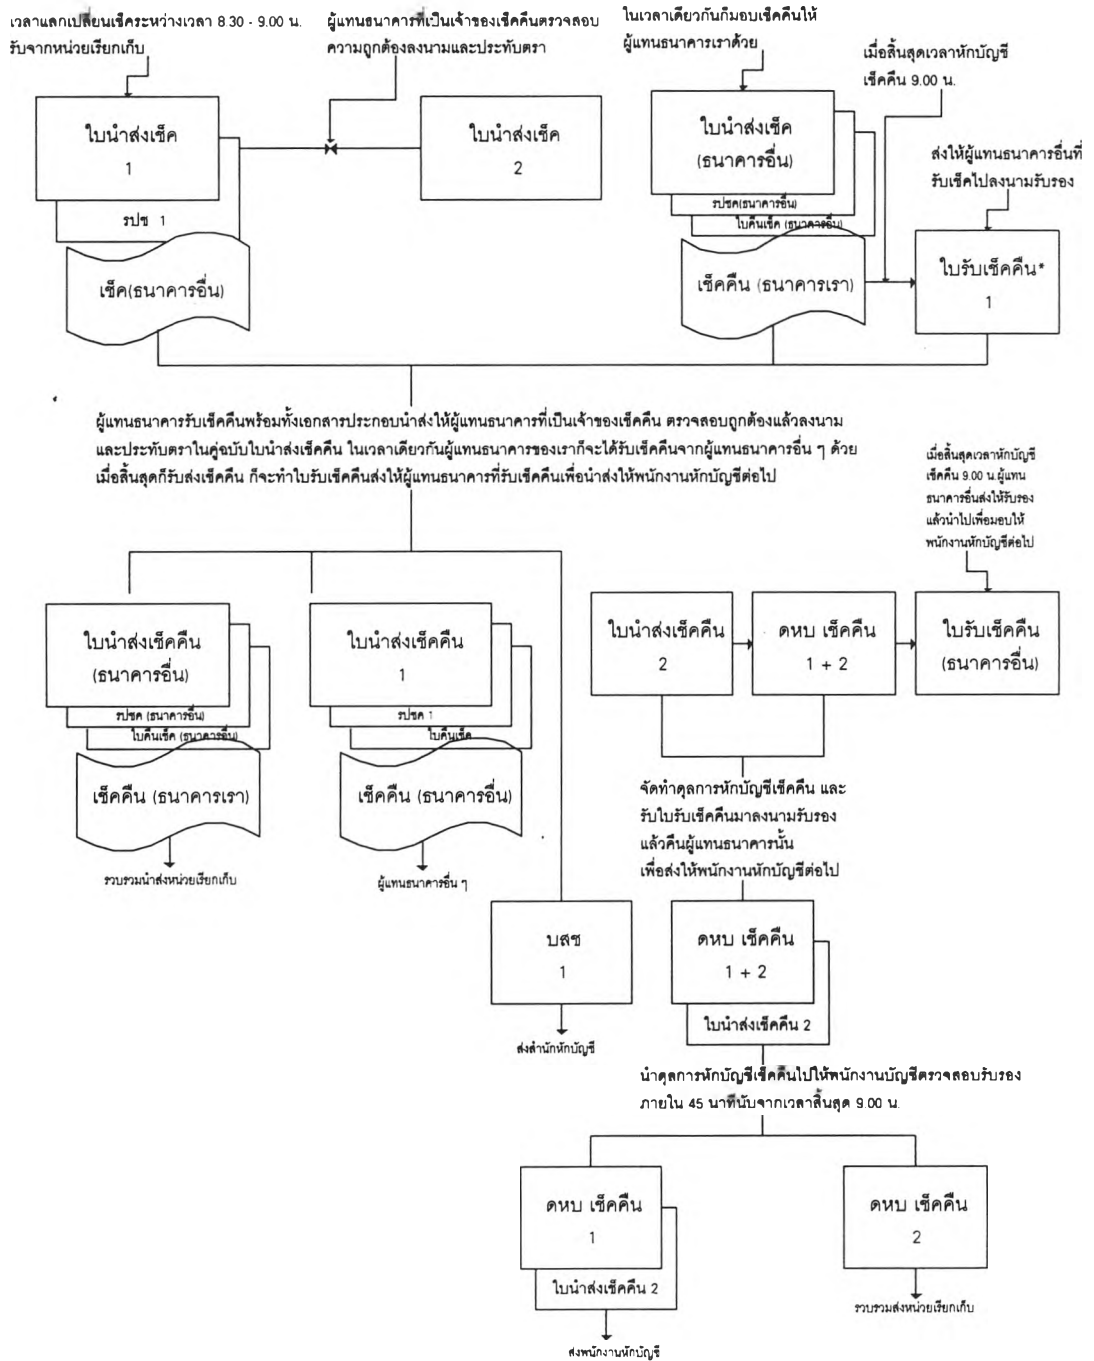 เวลาแลกเปลี่ยนเช็คระหว่างเวลา 8.30 - 9.00 น.
รับจากหน่วยเรียกเก็บ
ผู้แทนธนาคารที่เป็นเจ้าของเช็คคืนตรวจสอบ
ความถูกต้องลงนามและประทับตรา
ในเวลาเดียวกันก็มอบเช็คคืนให้
ผู้แทนธนาคารเราด้วย
เมื่อสิ้นสุดเวลาหักบัญชี
เช็คคืน 9.00 น.
ส่งให้ผู้แทนธนาคารอื่นที่
รับเช็คไปลงนามรับรอง
ใบนำส่งเช็ค
1
รปช 1
เช็ค(ธนาคารอื่น)
ใบนำส่งเช็ค
2
ใบนำส่งเช็ค
(ธนาคารอื่น)
รปชค(ธนาคารอื่น)
ใบคืนเช็ค (ธนาคารอื่น)
เช็คคืน (ธนาคารเรา)
ใบรับเช็คคืน*
1
ผู้แทนธนาคารรับเช็คคืนพร้อมทั้งเอกสารประกอบนำส่งให้ผู้แทนธนาคารที่เป็นเจ้าของเช็คคืน ตรวจสอบถูกต้องแล้วลงนาม
และประทับตราในคู่ฉบับใบนำส่งเช็คคืน ในเวลาเดียวกันผู้แทนธนาคารของเราก็จะได้รับเช็คคืนจากผู้แทนธนาคารอื่น ๆ ด้วย
เมื่อสิ้นสุดก็รับส่งเช็คคืน ก็จะทำใบรับเช็คคืนส่งให้ผู้แทนธนาคารที่รับเช็คคืนเพื่อนำส่งให้พนักงานหักบัญชีต่อไป
เมื่อสิ้นสุดเวลาหักบัญชี
เช็คคืน 9.00 น.ผู้แทน
ธนาคารอื่นส่งให้รับรอง
แล้วนำไปเพื่อมอบให้
พนักงานหักบัญชีต่อไป
ใบนำส่งเช็คคืน
(ธนาคารอื่น)
รปชค (ธนาคารอื่น)
ใบคืนเช็ค (ธนาคารอื่น)
เช็คคืน (ธนาคารเรา)
รวบรวมนำส่งหน่วยเรียกเก็บ
ใบนำส่งเช็คคืน
1
รปชค 1
ใบคืนเช็ค
เช็คคืน (ธนาคารอื่น)
ผู้แทนธนาคารอื่น ๆ
ใบนำส่งเช็คคืน
2
ดหบ เช็คคืน
1 + 2
ใบรับเช็คคืน
(ธนาคารอื่น)
จัดทำดุลการหักบัญชีเช็คคืน และ
รับใบรับเช็คคืนมาลงนามรับรอง
แล้วคืนผู้แทนธนาคารนั้น
เพื่อส่งให้พนักงานหักบัญชีต่อไป
บสช
1
ส่งสำนักหักบัญชี
ดหบ เช็คคืน
1 + 2
ใบนำส่งเช็คคืน 2
นำดุลการหักบัญชีเช็คคืนไปให้พนักงานบัญชีตรวจสอบรับรอง
ภายใน 45 นาทีนับจากเวลาสิ้นสุด 9.00 น.
ดหบ เช็คคืน
1
ใบนำส่งเช็คคืน 2
ส่งพนักงานหักบัญชี
ดหบ เช็คคืน
2
รวบรวมส่งหน่วยเรียกเก็บ